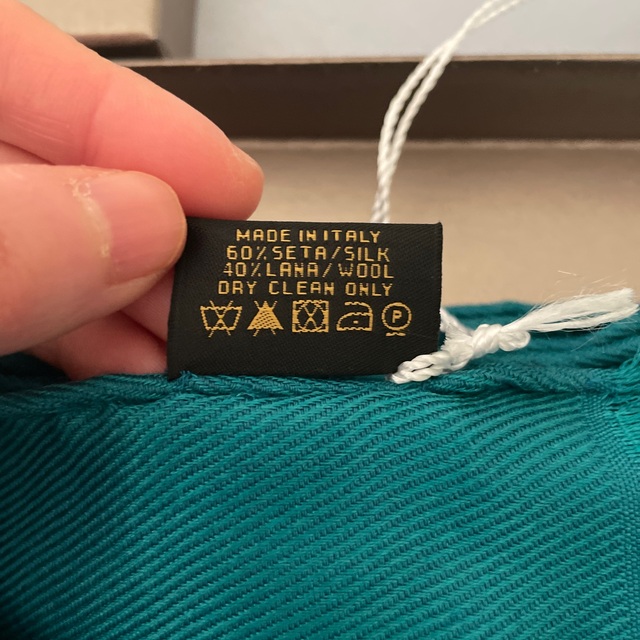 MADE IN ITALY
60% SETA/SILK
40% LANA/WOOL
DRY CLEAN ONLY
P